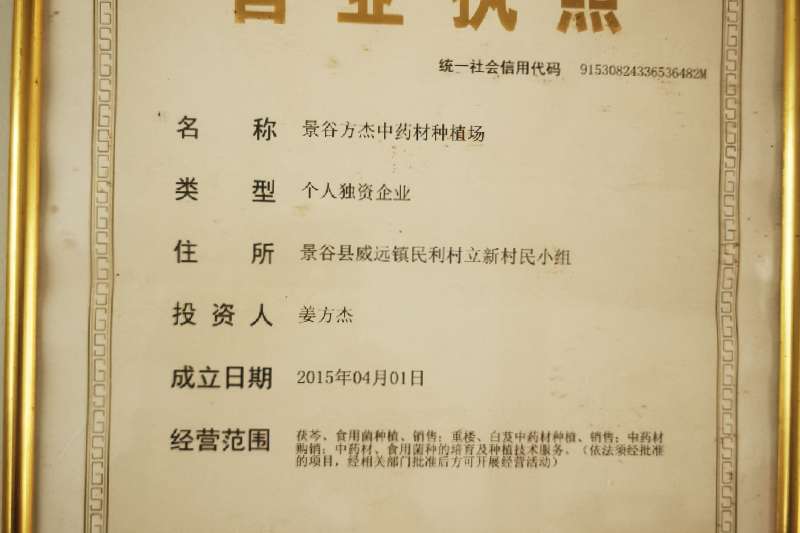 营业执照
统一社会信用代码 91530824336536482M
名称 景谷方杰中药材种植场
类型 个人独资企业
住所 景谷县威远镇民利村立新村民小组
投资人 姜方杰
成立日期 2015年04月01日
经营范围 茯苓、食用菌种植、销售；重楼、白芨中药材种植、销售；中药材
购销；中药材、食用菌种的培育及种植技术服务。（依法须经批准
的项目，经相关部门批准后方可开展经营活动）